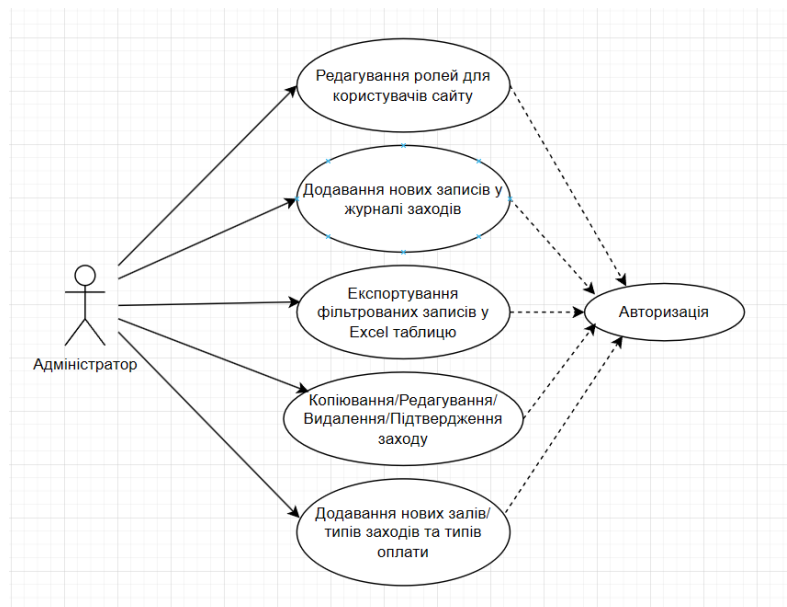 Редагування ролей для
користувачів сайту
Додавання нових записів у
журналі заходів
Експортування
фільтрованих записів у
Excel таблицю
Авторизація
Адміністратор
Копіювання/Редагування/
Видалення/Підтвердження
заходу
Додавання нових залів/
типів заходів та типів
оплати